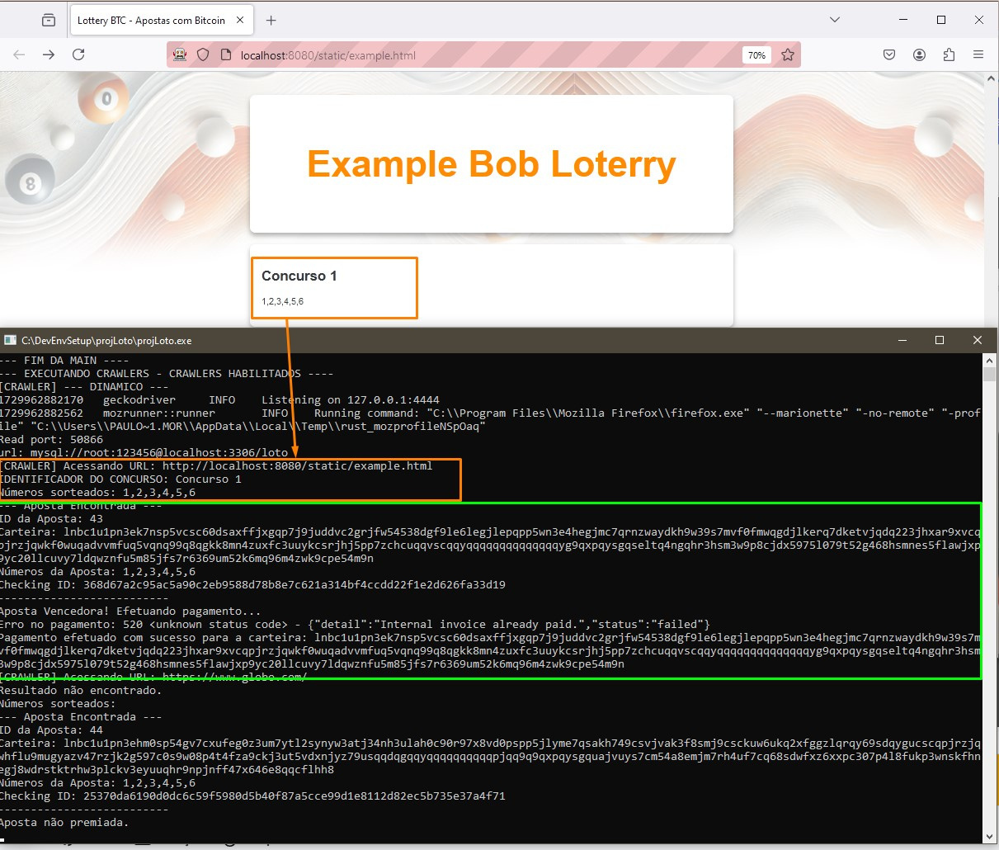 Lottery BTC - Apostas com Bitcoin
localhost:8080/static/example.html
70%
0
8
Example Bob Loterry
Concurso 1
1,2,3,4,5,6
C:\DevEnvSetup\projLoto\projLoto.exe
--- FIM DA MAIN ----
--- EXECUTANDO CRAWLERS - CRAWLERS HABILITADOS ----
[CRAWLER] --- DINAMICO ---
1729962882170 geckodriver INFO Listening on 127.0.0.1:4444
1729962882562 mozrunner::runner INFO Running command: "C:\\Program Files\\Mozilla Firefox\\firefox.exe" "--marionette" "-no-remote" "-prof
ile" "C:\\Users\\PAULO~1.MOR\\AppData\\Local\\Temp\\rust_mozprofileNSpOaq"
Read port: 50866
url: mysql://root:123456@localhost:3306/loto
[CRAWLER] Acessando URL: http://localhost:8080/static/example.html
IDENTIFICADOR DO CONCURSO: Concurso 1
Números sorteados: 1,2,3,4,5,6
--- Aposta Encontrada ---
ID da Aposta: 43
Carteira: lnbc1u1pn3ek7nsp5vcsc60dsaxffjxgqp7j9juddvc2grjfw54538dgf9le6legjlepqpp5wn3e4hegjmc7qrnzwaydkh9w39s7mvf0fmwqgdjlkerq7dketvjqdq223jhxar9xvcq
pjrzjqwkf0wuqadvvmfuq5vqnq99q8qgkk8mn4zuxfc3uuykcsrjhj5pp7zchcuqqvscqqyqqqqqqqqqqqqqqyg9qxpqysgqseltq4ngqhr3hsm3w9p8cjdx5975l079t52g468hsmnes5flawjxp
9yc20llcuvy7ldqwznfu5m85jfs7r6369um52k6mq96m4zwk9cpe54m9n
Números da Aposta: 1,2,3,4,5,6
Checking ID: 368d67a2c95ac5a90c2eb9588d78b8e7c621a314bf4ccdd22f1e2d626fa33d19
--------------------------
Aposta Vencedora! Efetuando pagamento...
Erro no pagamento: 520 <unknown status code> - {"detail":"Internal invoice already paid.","status":"failed"}
Pagamento efetuado com sucesso para a carteira: lnbc1u1pn3ek7nsp5vcsc60dsaxffjxgqp7j9juddvc2grjfw54538dgf9le6legjlepqpp5wn3e4hegjmc7qrnzwaydkh9w39s7m
vf0fmwqgdjlkerq7dketvjqdq223jhxar9xvcqpjrzjqwkf0wuqadvvmfuq5vqnq99q8qgkk8mn4zuxfc3uuykcsrjhj5pp7zchcuqqvscqqyqqqqqqqqqqqqqqyg9qxpqysgqseltq4ngqhr3hsm
3w9p8cjdx5975l079t52g468hsmnes5flawjxp9yc20llcuvy7ldqwznfu5m85jfs7r6369um52k6mq96m4zwk9cpe54m9n
[CRAWLER] Acessando URL: https://www.globo.com/
Resultado não encontrado.
Números sorteados:
--- Aposta Encontrada ---
ID da Aposta: 44
Carteira: lnbc1u1pn3ehm0sp54gv7cxufeg0z3um7ytl2synyw3atj34nh3ulah0c90r97x8vd0pspp5jlyme7qsakh749csvjvak3f8smj9csckuw6ukq2xfggzlqrqy69sdqygucscqpjrzjq
whflu9mugyazv47rzjk2g597c0s9w08p4t4fza9ckj3ut5vdxnjyz79usqqdqgqqyqqqqqqqqqqpjqq9q9qxpqysgquajvuys7cm54a8emjm7rh4uf7cq68sdwfxz6xxpc307p4l8fukp3wnskfhn
egj8wdrstktrhw3plckv3eyuuqhr9npjnff47x646e8qqcflhh8
Números da Aposta: 1,2,3,4,5,6
Checking ID: 25370da6190d0dc6c59f5980d5b40f87a5cce99d1e8112d82ec5b735e37a4f71
--------------------------
Aposta não premiada.